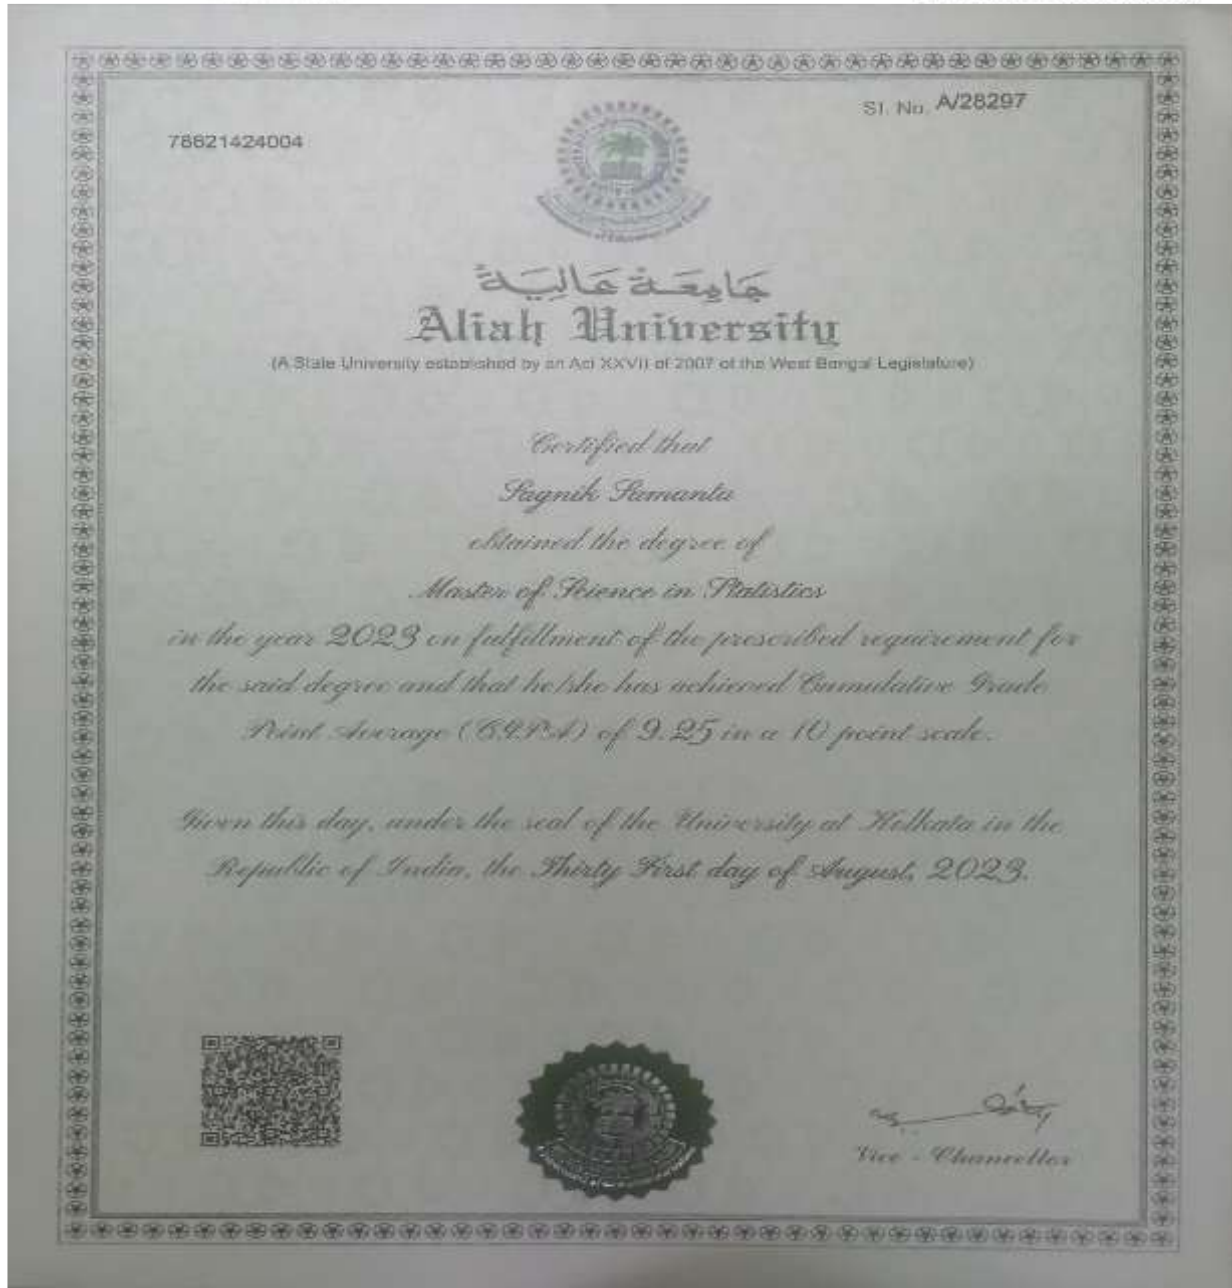 Sl. No. A/28297
78821424004
جَامِعَة عَالِيَة
Aliah University
(A State University established by an Act XXVII of 2007 of the West Bengal Legislature)
Certified that
Sagnik Samanta
obtained the degree of
Master of Science in Statistics
in the year 2023 on fulfillment of the prescribed requirement for
the said degree and that he/she has achieved Cumulative Grade
Point Average (CGPA) of 9.25 in a 10 point scale.
Given this day, under the seal of the University at Kolkata in the
Republic of India, the Thirty First day of August, 2023.
Vice - Chancellor